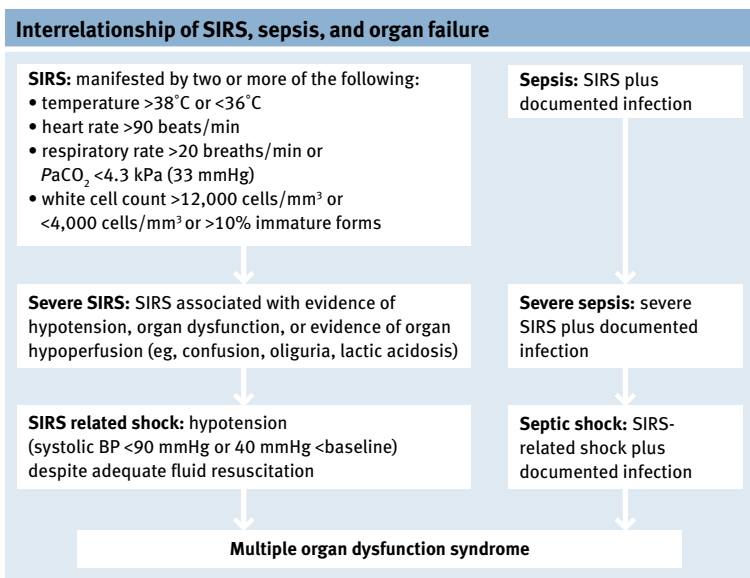 Interrelationship of SIRS, sepsis, and organ failure
SIRS: manifested by two or more of the following:
• temperature >38˚C or <36˚C
• heart rate >90 beats/min
• respiratory rate >20 breaths/min or
PaCO₂ <4.3 kPa (33 mmHg)
• white cell count >12,000 cells/mm³ or
<4,000 cells/mm³ or >10% immature forms
Sepsis: SIRS plus
documented infection
Severe SIRS: SIRS associated with evidence of
hypotension, organ dysfunction, or evidence of organ
hypoperfusion (eg, confusion, oliguria, lactic acidosis)
Severe sepsis: severe
SIRS plus documented
infection
SIRS related shock: hypotension
(systolic BP <90 mmHg or 40 mmHg <baseline)
despite adequate fluid resuscitation
Septic shock: SIRS-
related shock plus
documented infection
Multiple organ dysfunction syndrome